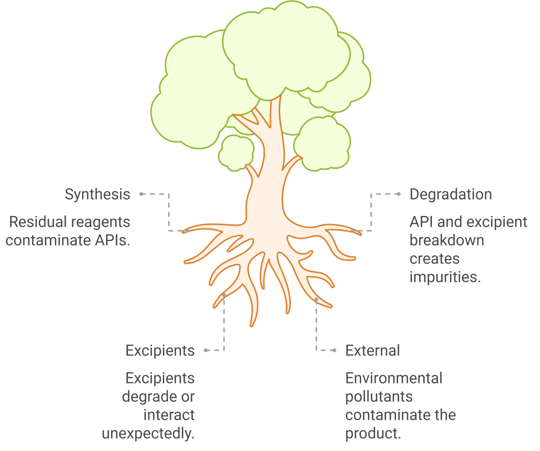 Synthesis
Residual reagents
contaminate APIs.
Degradation
API and excipient
breakdown
creates
impurities.
Excipients
Excipients
degrade or
interact
unexpectedly.
External
Environmental
pollutants
contaminate the
product.